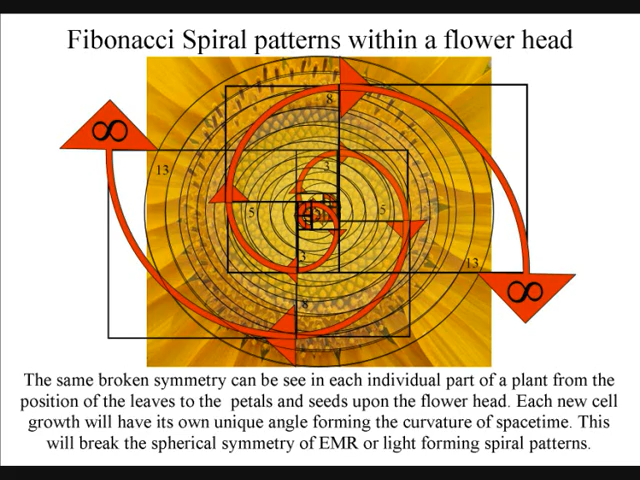 Fibonacci Spiral patterns within a flower head
8
∞
13
3
5
5
3
13
∞
8
The same broken symmetry can be see in each individual part of a plant from the
position of the leaves to the petals and seeds upon the flower head. Each new cell
growth will have its own unique angle forming the curvature of spacetime. This
will break the spherical symmetry of EMR or light forming spiral patterns.